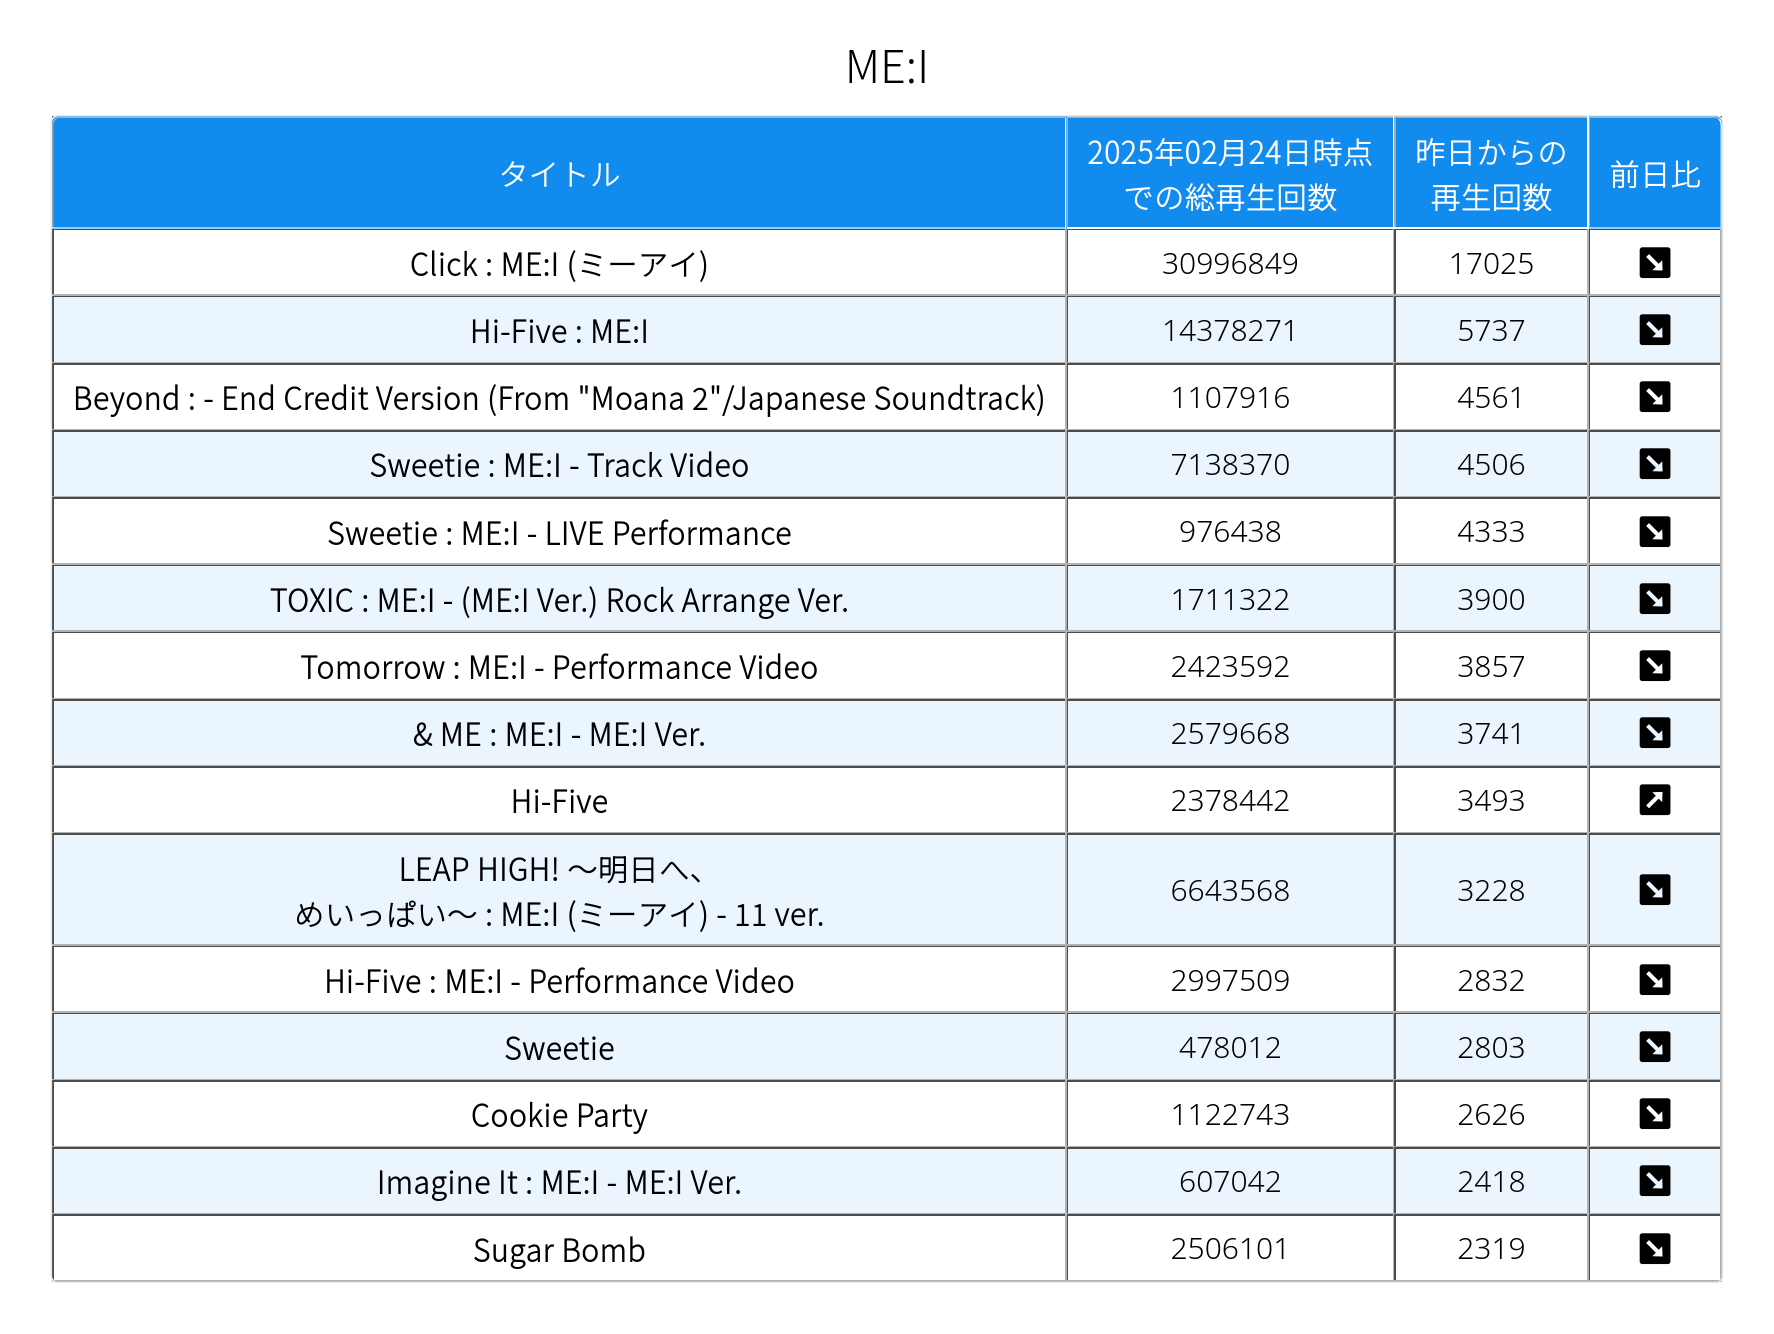 ME:I
タイトル
2025年02月24日時点
での総再生回数
昨日からの
再生回数
前日比
Click : ME:I (ミーアイ) 30996849 17025 ↘
Hi-Five : ME:I 14378271 5737 ↘
Beyond : - End Credit Version (From "Moana 2"/Japanese Soundtrack) 1107916 4561 ↘
Sweetie : ME:I - Track Video 7138370 4506 ↘
Sweetie : ME:I - LIVE Performance 976438 4333 ↘
TOXIC : ME:I - (ME:I Ver.) Rock Arrange Ver. 1711322 3900 ↘
Tomorrow : ME:I - Performance Video 2423592 3857 ↘
& ME : ME:I - ME:I Ver. 2579668 3741 ↘
Hi-Five 2378442 3493 ↗
LEAP HIGH! ～明日へ、
めいっぱい～ : ME:I (ミーアイ) - 11 ver. 6643568 3228 ↘
Hi-Five : ME:I - Performance Video 2997509 2832 ↘
Sweetie 478012 2803 ↘
Cookie Party 1122743 2626 ↘
Imagine It : ME:I - ME:I Ver. 607042 2418 ↘
Sugar Bomb 2506101 2319 ↘